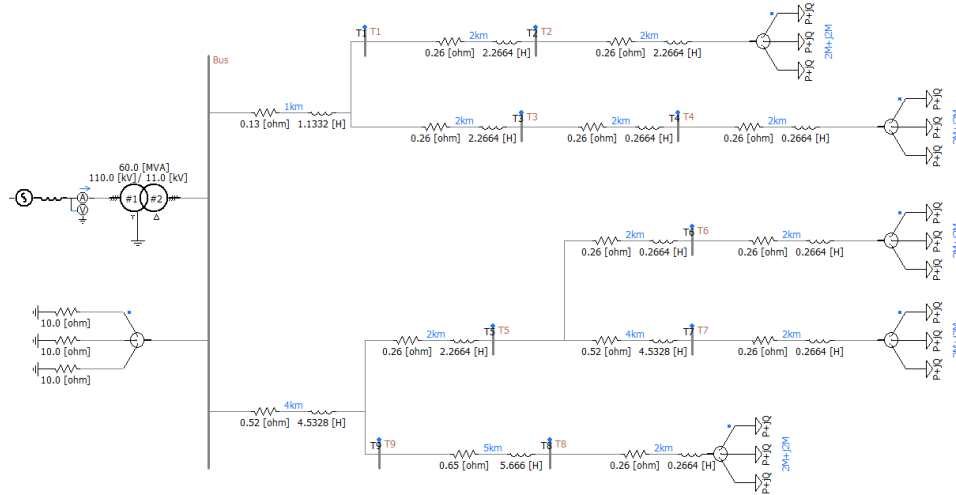 Bus
60.0 [MVA]
110.0 [kV]/ 11.0 [kV]
#1 #2
Y
Δ
S
A
V
10.0 [ohm]
10.0 [ohm]
10.0 [ohm]
1km
0.13 [ohm] 1.1332 [H]
T1 T1
2km
0.26 [ohm] 2.2664 [H]
T2 T2
2km
0.26 [ohm] 2.2664 [H]
P+jQ
P+jQ
P+jQ
2M+j2M
2km
0.26 [ohm] 2.2664 [H]
T3 T3
2km
0.26 [ohm] 0.2664 [H]
T4 T4
2km
0.26 [ohm] 0.2664 [H]
P+jQ
P+jQ
P+jQ
2M+j2M
2km
0.26 [ohm] 0.2664 [H]
T6 T6
2km
0.26 [ohm] 0.2664 [H]
P+jQ
P+jQ
P+jQ
2M+j2M
2km
0.26 [ohm] 2.2664 [H]
T5 T5
4km
0.52 [ohm] 4.5328 [H]
T7 T7
2km
0.26 [ohm] 0.2664 [H]
P+jQ
P+jQ
P+jQ
2M+j2M
4km
0.52 [ohm] 4.5328 [H]
T9 T9
5km
0.65 [ohm] 5.666 [H]
T8 T8
2km
0.26 [ohm] 0.2664 [H]
P+jQ
P+jQ
P+jQ
2M+j2M